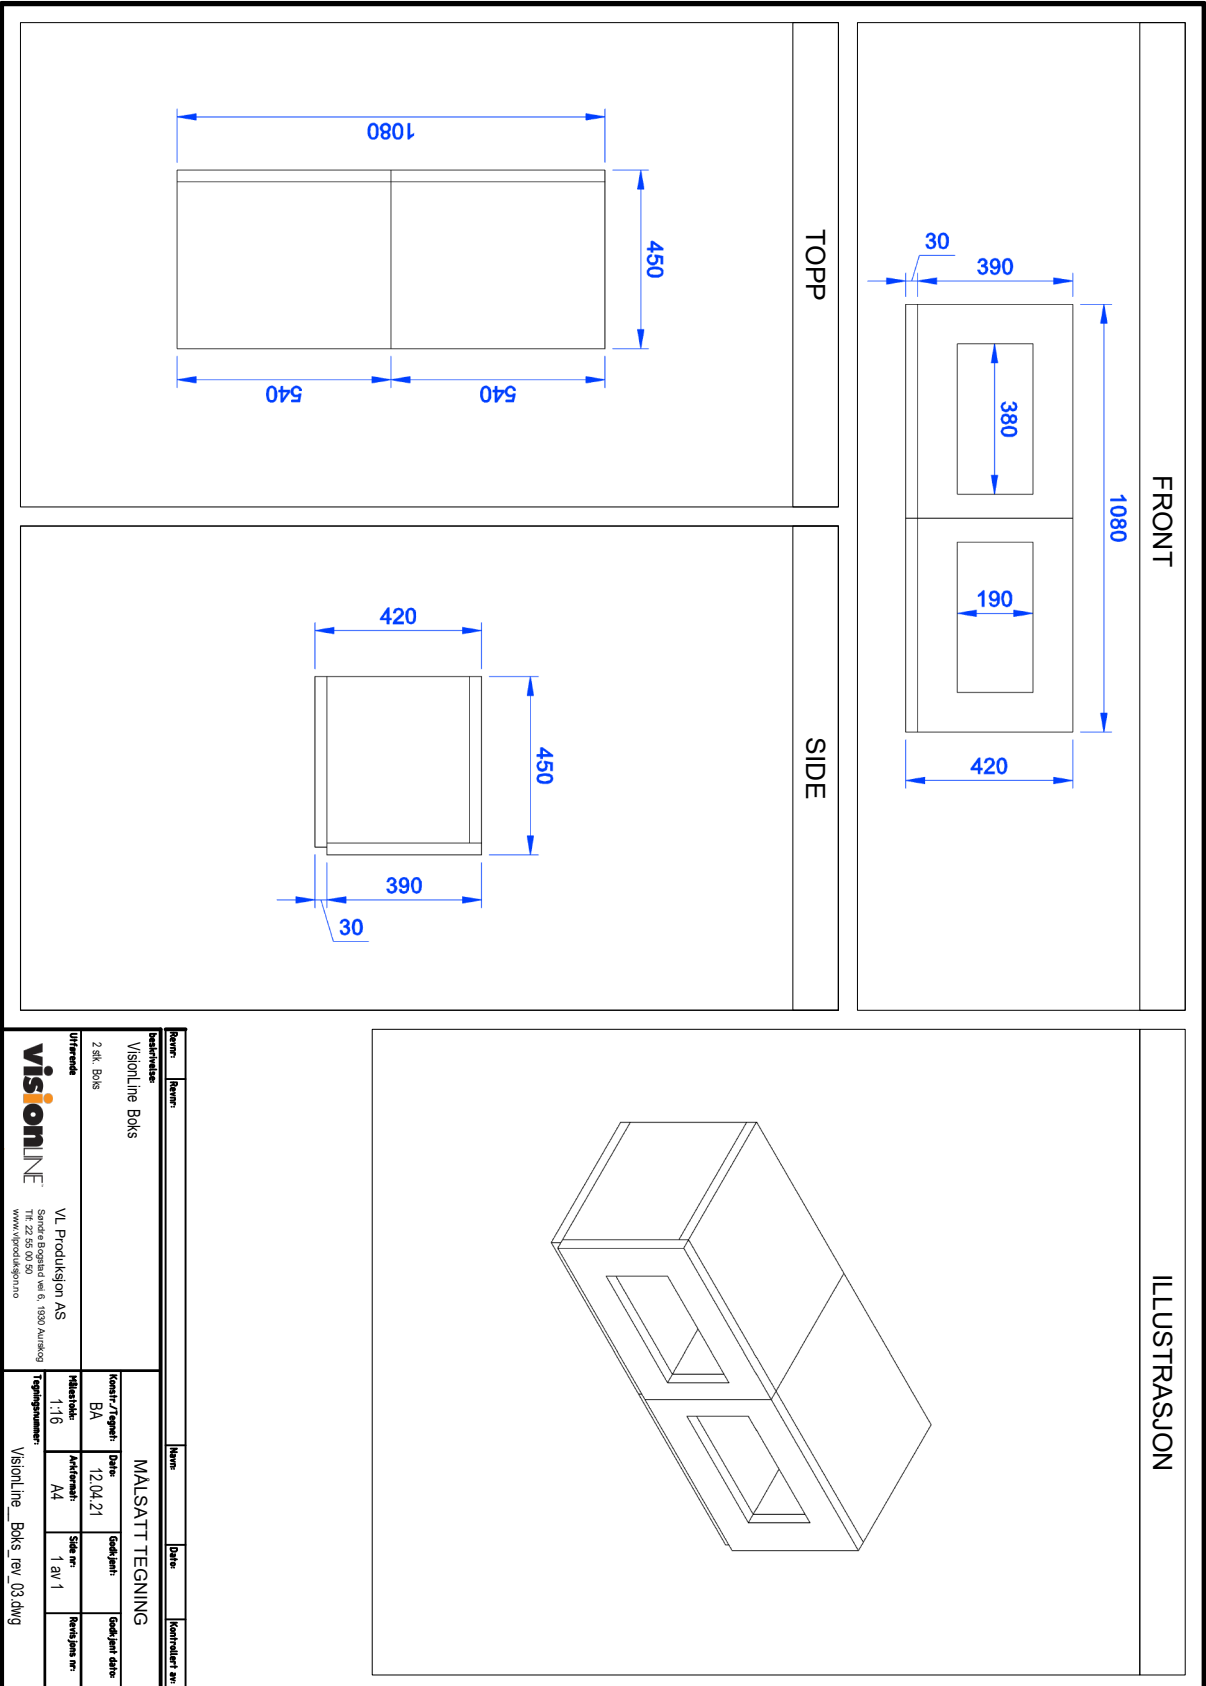 FRONT
1080
30
390
380
190
420
TOPP
1080
450
540
540
SIDE
420
450
390
30
ILLUSTRASJON
Revnr:
Revnr:
Navn:
Dato:
Kontrollert av:
beskrivelse:
VisionLine Boks
2 stk. Boks
MÅLSATT TEGNING
Konstr./Tegnet:
BA
Dato:
12.04.21
Godkjent:
Godkjent dato:
Utførende
visionLINE
VL Produksjon AS
Søndre Bogstad vei 6, 1930 Aurskog
Tlf: 22 55 00 50
www.vlproduksjon.no
Målestokk:
1:16
Arkformat:
A4
Side nr:
1 av 1
Revisjons nr:
Tegningsnummer:
VisionLine__Boks_rev_03.dwg